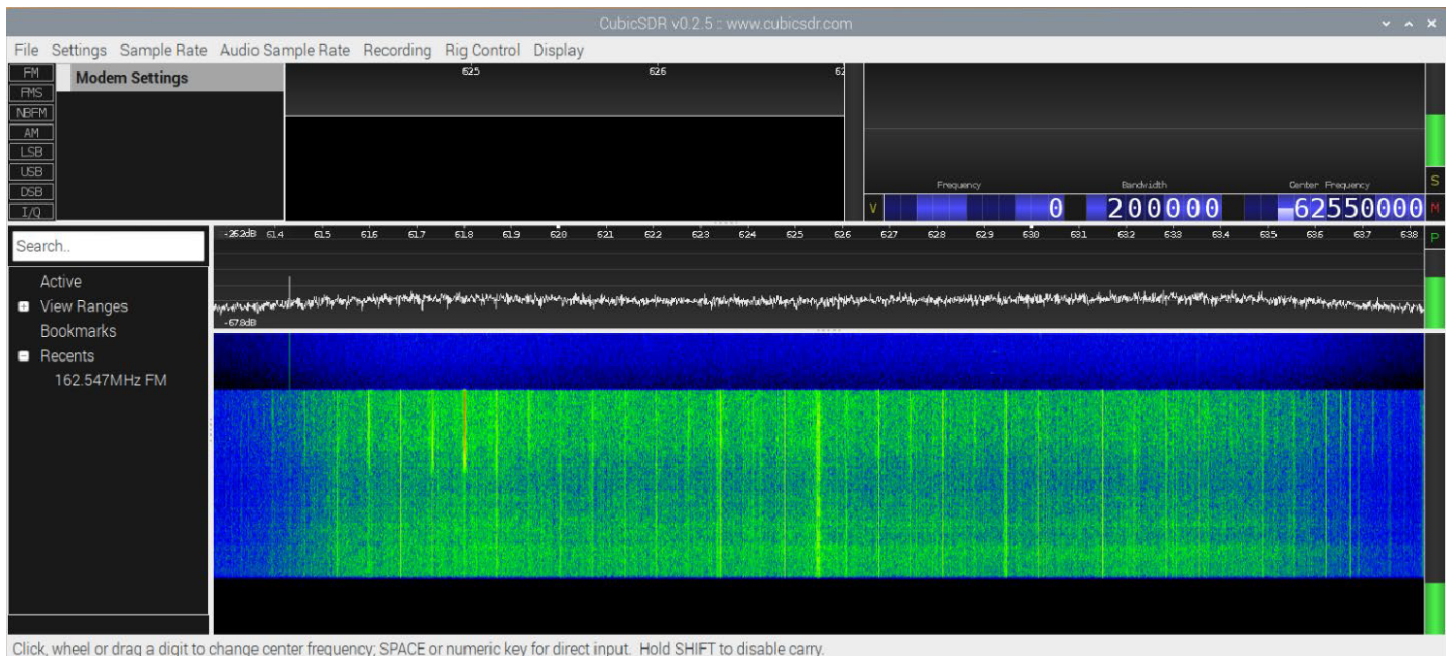 CubicSDR v0.2.5 :: www.cubicsdr.com
File Settings Sample Rate Audio Sample Rate Recording Rig Control Display
FM
FMS
NBFM
AM
LSB
USB
DSB
I/Q
Modem Settings
625 626
Frequency Bandwidth Center Frequency
V 0 200000 62550000
S
M
P
Search..
Active
View Ranges
Bookmarks
Recents
162.547MHz FM
61.4 61.5 61.6 61.7 61.8 61.9 62.0 62.1 62.2 62.3 62.4 62.5 62.6 62.7 62.8 62.9 63.0 63.1 63.2 63.3 63.4 63.5 63.6 63.7 63.8
-67.8dB
Click, wheel or drag a digit to change center frequency; SPACE or numeric key for direct input. Hold SHIFT to disable carry.